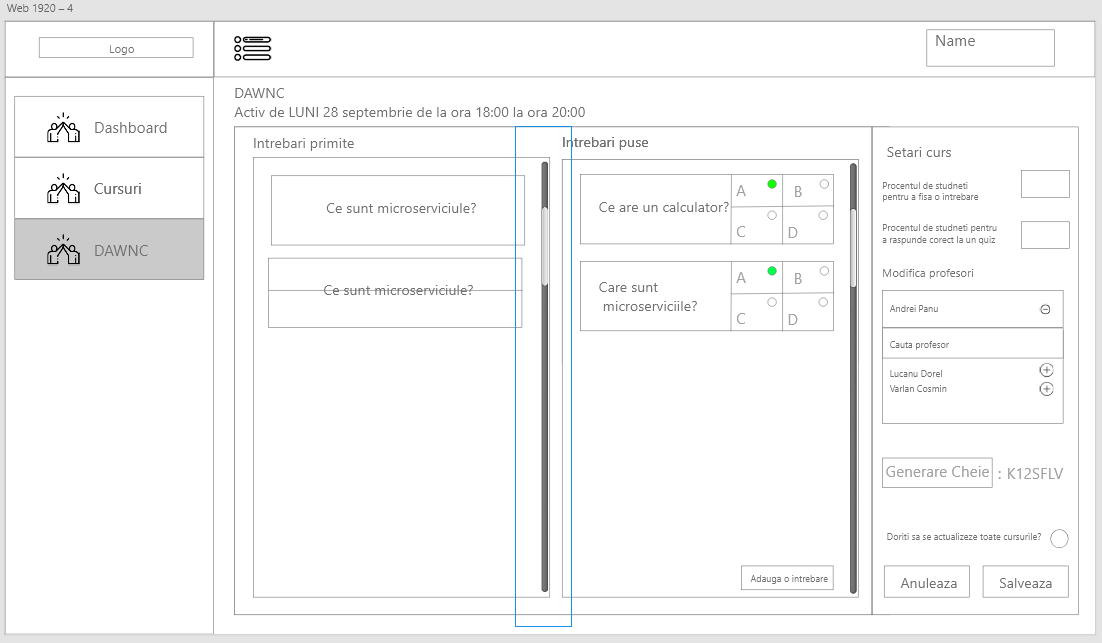 Web 1920 – 4
Logo
Name
Dashboard
Cursuri
DAWNC
DAWNC
Activ de LUNI 28 septembrie de la ora 18:00 la ora 20:00
Intrebari primite
Ce sunt microserviciule?
Ce sunt microserviciule?
Intrebari puse
Ce are un calculator?
A
B
C
D
Care sunt
microserviciile?
A
B
C
D
Adauga o intrebare
Setari curs
Procentul de studneti
pentru a fisa o intrebare
Procentul de studneti pentru
a raspunde corect la un quiz
Modifica profesori
Andrei Panu
Cauta profesor
Lucanu Dorel
Varlan Cosmin
Generare Cheie : K12SFLV
Doriti sa se actualizeze toate cursurile?
Anuleaza
Salveaza